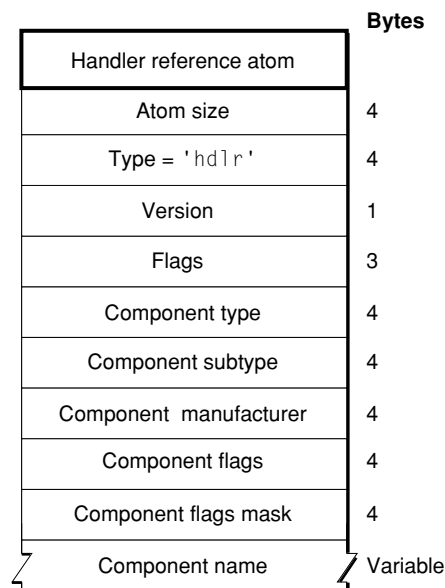 Bytes
Handler reference atom
Atom size 4
Type = 'hdlr' 4
Version 1
Flags 3
Component type 4
Component subtype 4
Component manufacturer 4
Component flags 4
Component flags mask 4
Component name Variable